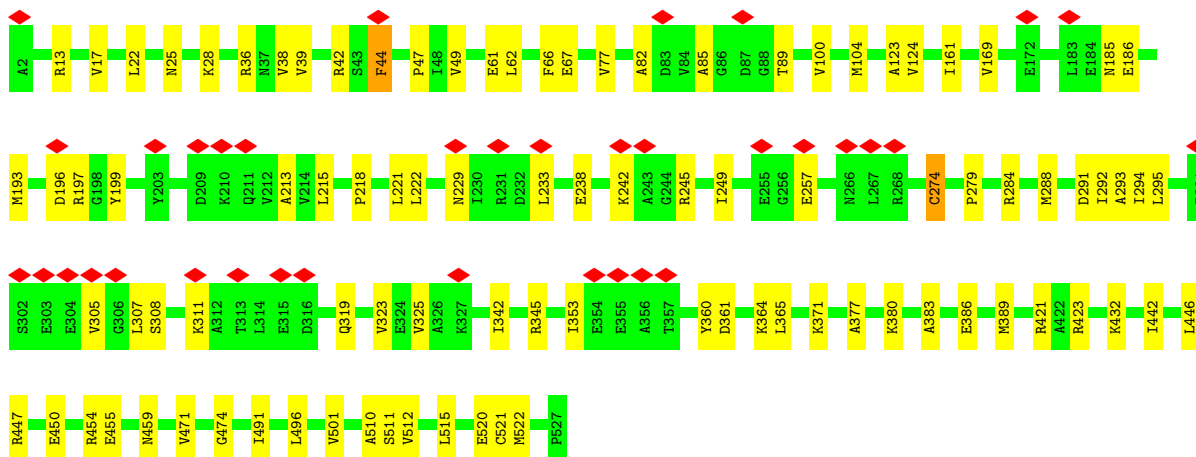 A2 R13 V17 L22 N25 K28 R36 N37 V38 V39 R42 S43 F44 P47 I48 V49 E61 L62 F66 E67 V77 A82 D83 V84 A85 G86 D87 G88 T89 V100 M104 A123 V124 I161 V169 E172 L183 E184 N185 E186
M193 D196 R197 G198 Y199 Y203 D209 K210 Q211 V212 A213 V214 L215 P218 L221 L222 N229 I230 R231 D232 L233 E238 K242 A243 G244 R245 I249 E255 G256 E257 N266 L267 R268 C274 P279 R284 M288 D291 I292 A293 I294 L295
S302 E303 E304 V305 G306 L307 S308 K311 A312 T313 L314 E315 D316 Q319 V323 E324 V325 A326 K327 I342 R345 I353 E354 E355 A356 T357 Y360 D361 K364 L365 K371 A377 K380 A383 E386 M389 R421 A422 R423 K432 I442 L446
R447 E450 R454 E455 N459 V471 G474 I491 L496 V501 A510 S511 V512 L515 E520 C521 M522 P527